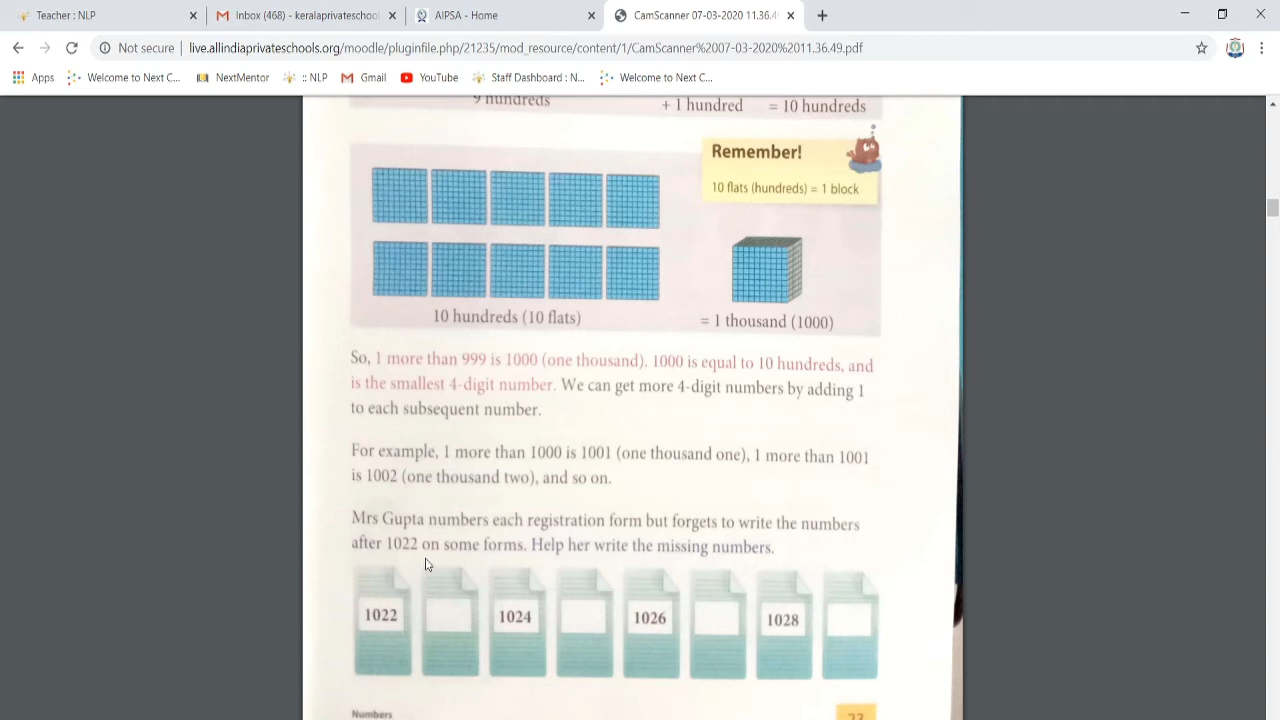 Teacher : NLP
Inbox (468) - keralaprivateschoo
AIPSA - Home
CamScanner 07-03-2020 11.36.4
Not secure | live.allindiaprivateschools.org/moodle/pluginfile.php/21235/mod_resource/content/1/CamScanner%2007-03-2020%2011.36.49.pdf
Apps
Welcome to Next C...
NextMentor
:: NLP
Gmail
YouTube
Staff Dashboard : N...
Welcome to Next C...
9 hundreds + 1 hundred = 10 hundreds
Remember!
10 flats (hundreds) = 1 block
10 hundreds (10 flats) = 1 thousand (1000)
So, 1 more than 999 is 1000 (one thousand). 1000 is equal to 10 hundreds, and
is the smallest 4-digit number. We can get more 4-digit numbers by adding 1
to each subsequent number.
For example, 1 more than 1000 is 1001 (one thousand one), 1 more than 1001
is 1002 (one thousand two), and so on.
Mrs Gupta numbers each registration form but forgets to write the numbers
after 1022 on some forms. Help her write the missing numbers.
1022 1024 1026 1028
Numbers